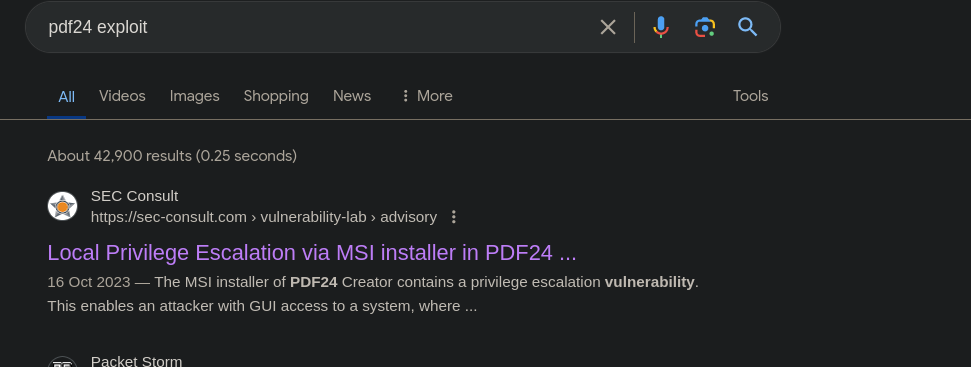 pdf24 exploit
All Videos Images Shopping News More Tools
About 42,900 results (0.25 seconds)
SEC Consult
https://sec-consult.com › vulnerability-lab › advisory
Local Privilege Escalation via MSI installer in PDF24 ...
16 Oct 2023 — The MSI installer of PDF24 Creator contains a privilege escalation vulnerability.
This enables an attacker with GUI access to a system, where ...
Packet Storm